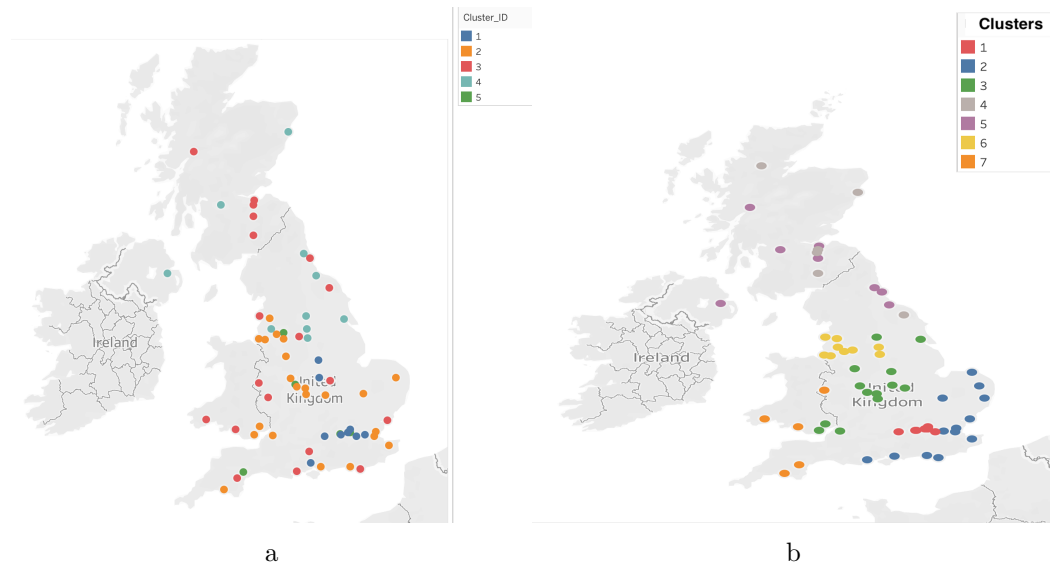 Cluster_ID
1
2
3
4
5
Ireland
United
Kingdom
a
Clusters
1
2
3
4
5
6
7
Ireland
United
Kingdom
b